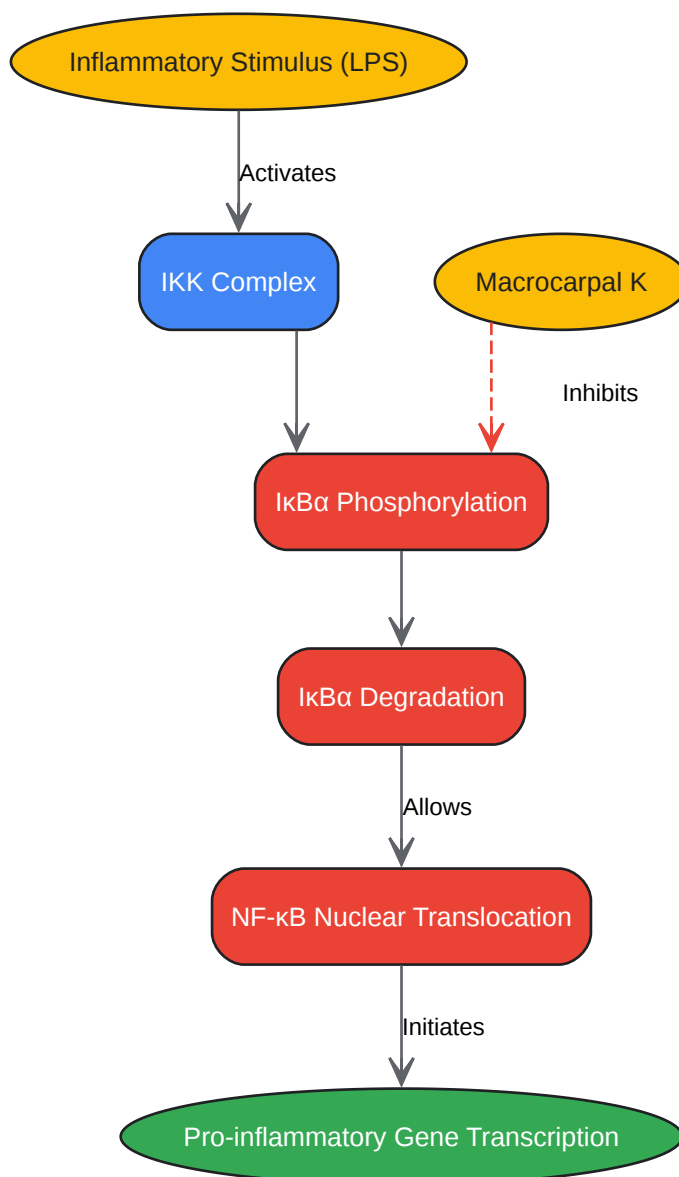 Inflammatory Stimulus (LPS)
Activates
IKK Complex
Macrocarpal K
Inhibits
IκBα Phosphorylation
IκBα Degradation
Allows
NF-κB Nuclear Translocation
Initiates
Pro-inflammatory Gene Transcription